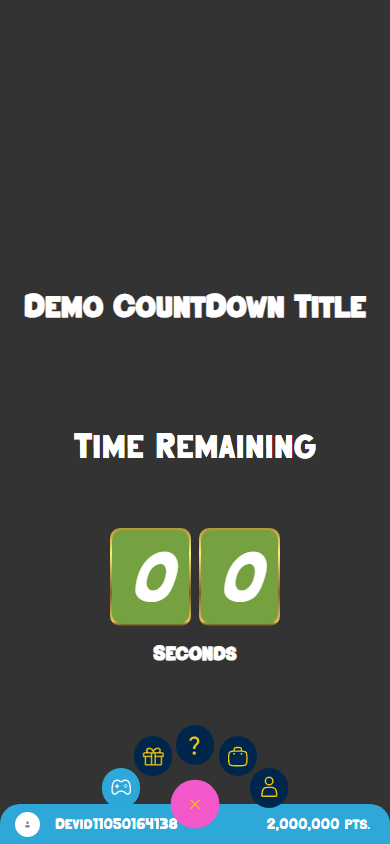 Demo CountDown Title
Time Remaining
0 0
Seconds
?
Devid11050164138
2,000,000 pts.